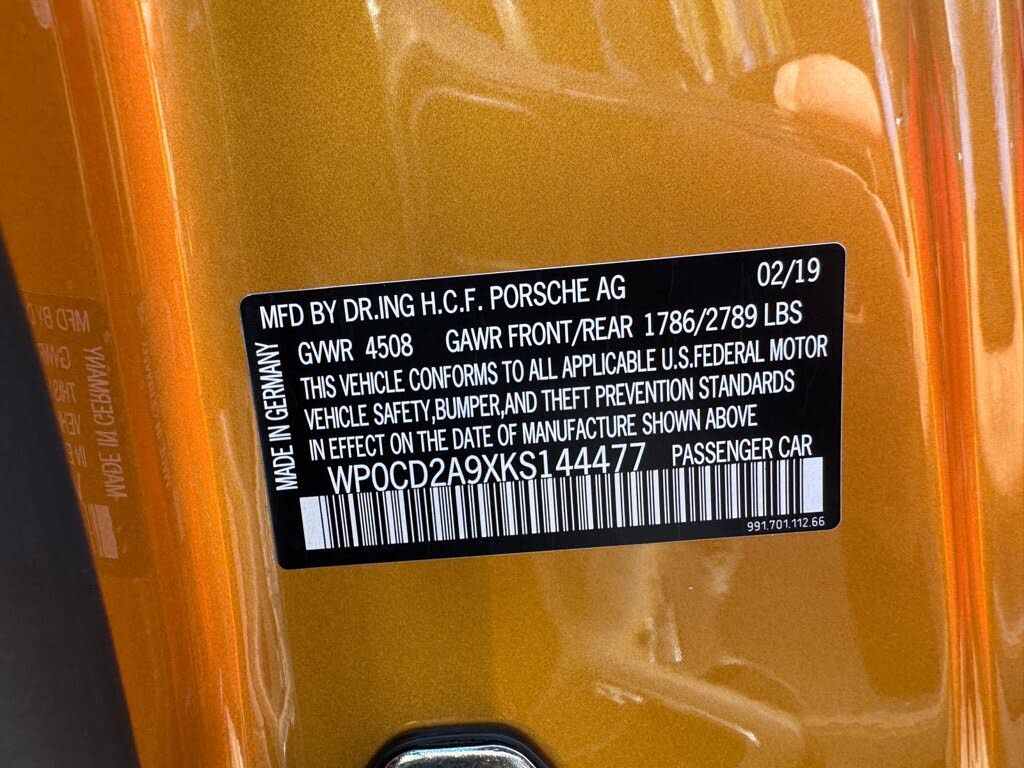 MFD BY DR.ING H.C.F. PORSCHE AG 02/19
GVWR 4508 GAWR FRONT/REAR 1786/2789 LBS
THIS VEHICLE CONFORMS TO ALL APPLICABLE U.S.FEDERAL MOTOR
VEHICLE SAFETY,BUMPER,AND THEFT PREVENTION STANDARDS
IN EFFECT ON THE DATE OF MANUFACTURE SHOWN ABOVE
WP0CD2A9XKS144477 PASSENGER CAR
991.701.112.66
MADE IN GERMANY